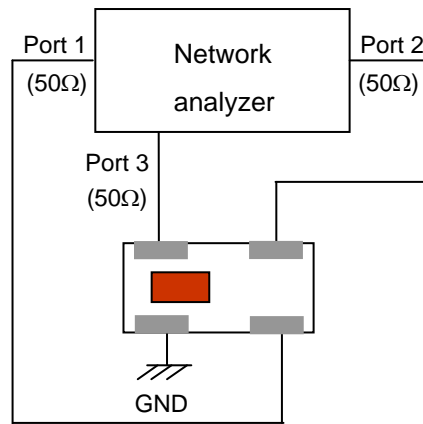 Port 1
(50Ω)
Network
analyzer
Port 2
(50Ω)
Port 3
(50Ω)
GND